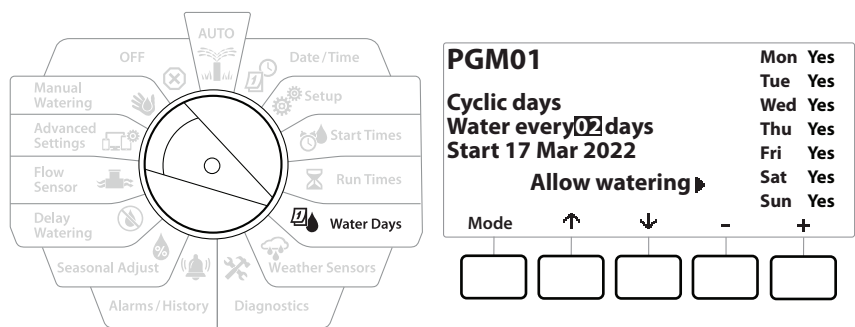 AUTO
OFF
Date / Time
Manual
Watering
Setup
Advanced
Settings
Start Times
Flow
Sensor
Run Times
Delay
Watering
Water Days
Seasonal Adjust
Weather Sensors
Alarms / History
Diagnostics
1
1
%
PGM01
Cyclic days
Water every 02 days
Start 17 Mar 2022
Allow watering
Mon Yes
Tue Yes
Wed Yes
Thu Yes
Fri Yes
Sat Yes
Sun Yes
Mode ↑ ↓ - +